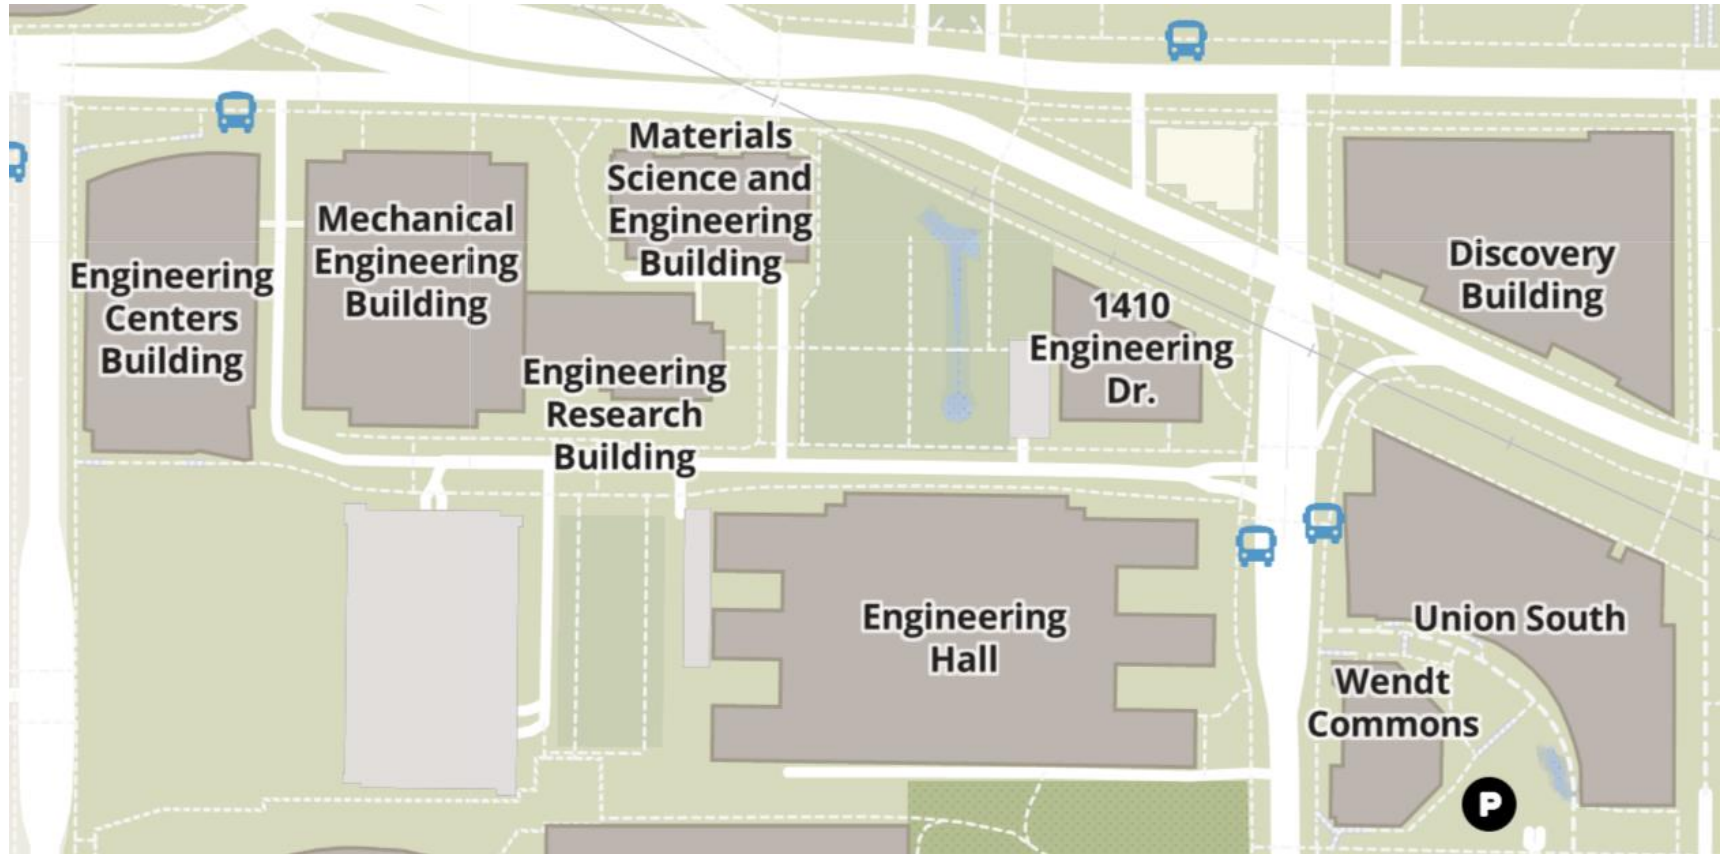 Materials
Science and
Engineering
Building
Mechanical
Engineering
Building
Engineering
Centers
Building
Discovery
Building
1410
Engineering
Dr.
Engineering
Research
Building
Engineering
Hall
Union South
Wendt
Commons
P